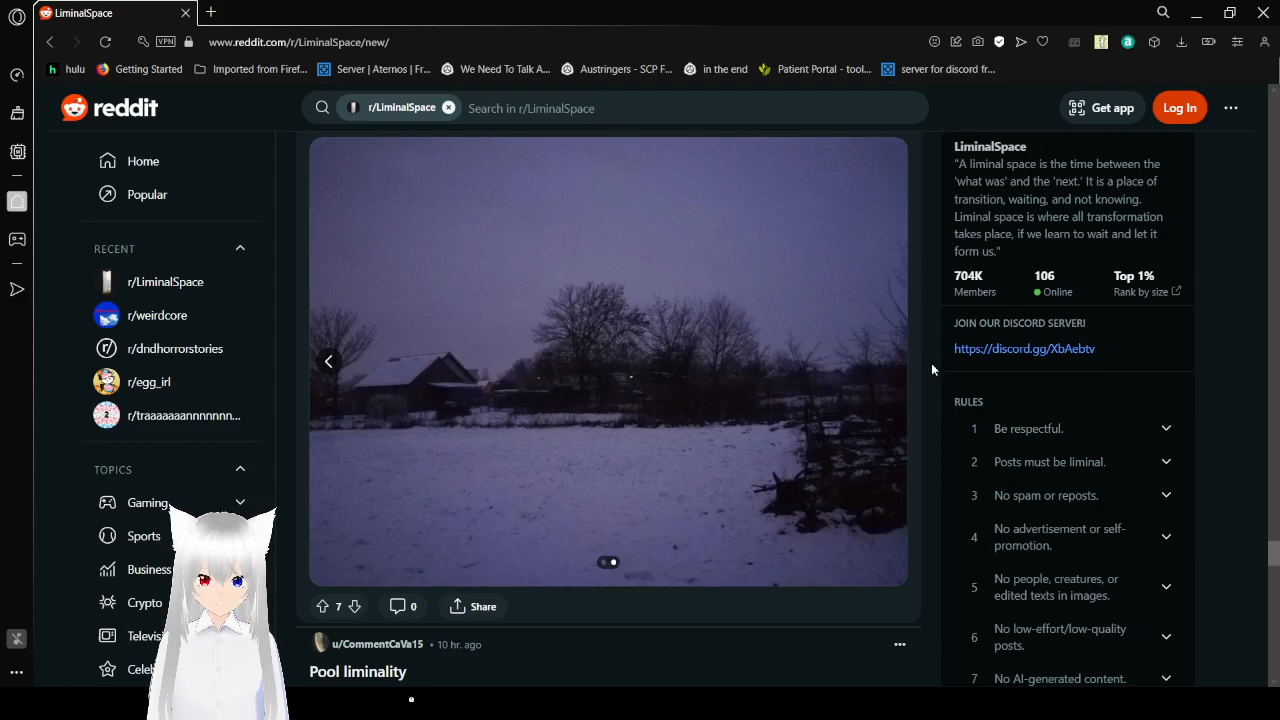 LiminalSpace
VPN
www.reddit.com/r/LiminalSpace/new/
hulu
Getting Started
Imported from Firef...
Server | Aternos | Fr...
We Need To Talk A...
Austringers - SCP F...
in the end
Patient Portal - tool...
server for discord fr...
reddit
r/LiminalSpace
Search in r/LiminalSpace
Get app
Log In
Home
Popular
RECENT
r/LiminalSpace
r/weirdcore
r/dndhorrorstories
r/egg_irl
r/traaaaaaannnnnnn...
TOPICS
Gaming
Sports
Business
Crypto
Televisi
Celeb
7
0
Share
u/CommentCaVa15 • 10 hr. ago
Pool liminality
LiminalSpace
"A liminal space is the time between the
'what was' and the 'next.' It is a place of
transition, waiting, and not knowing.
Liminal space is where all transformation
takes place, if we learn to wait and let it
form us."
704K
Members
106
Online
Top 1%
Rank by size
JOIN OUR DISCORD SERVER!
https://discord.gg/XbAebtv
RULES
1 Be respectful.
2 Posts must be liminal.
3 No spam or reposts.
4 No advertisement or self-
promotion.
5 No people, creatures, or
edited texts in images.
6 No low-effort/low-quality
posts.
7 No AI-generated content.